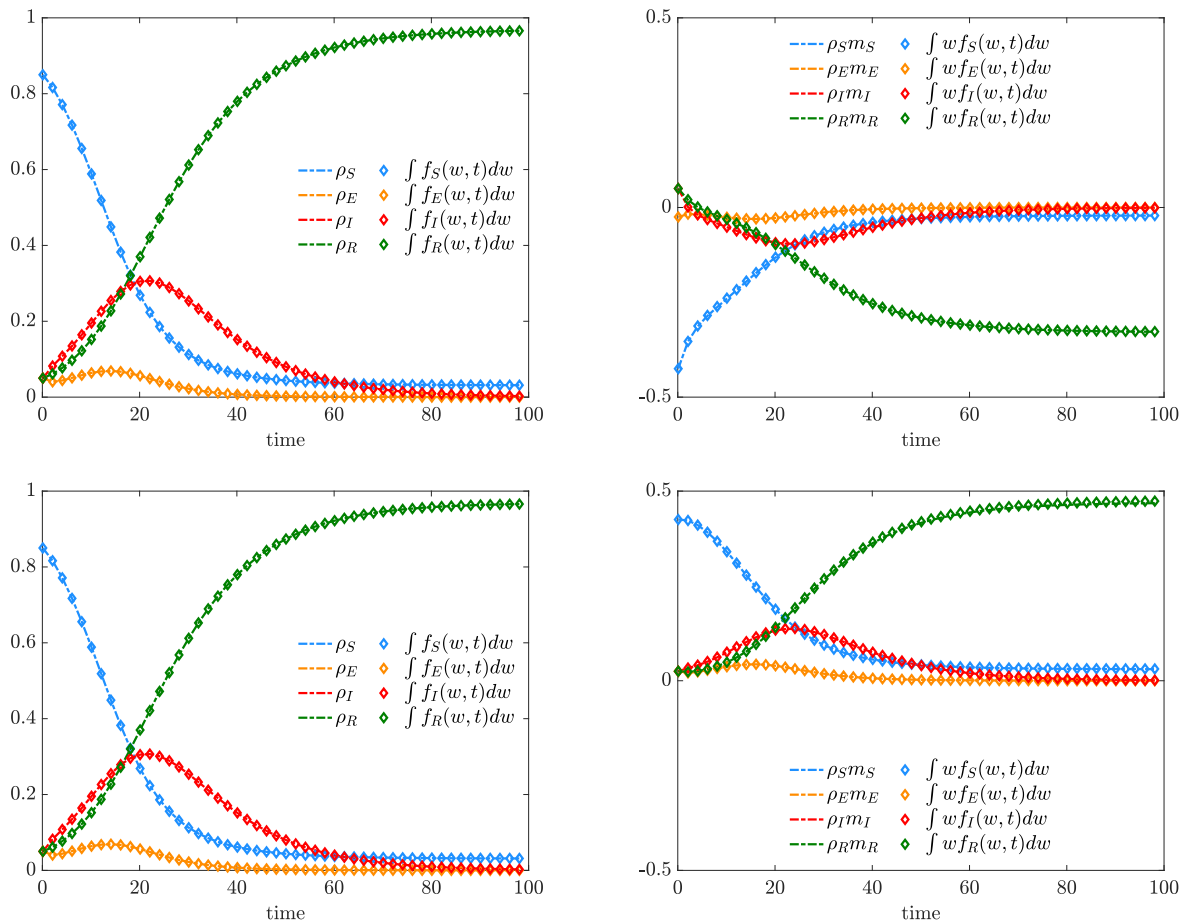 1
0.8
0.6
0.4
0.2
0
0 20 40 60 80 100
time
ρ_S ∫ f_S(w, t)dw
ρ_E ∫ f_E(w, t)dw
ρ_I ∫ f_I(w, t)dw
ρ_R ∫ f_R(w, t)dw
0.5
0
-0.5
0 20 40 60 80 100
time
ρ_S m_S ∫ w f_S(w, t)dw
ρ_E m_E ∫ w f_E(w, t)dw
ρ_I m_I ∫ w f_I(w, t)dw
ρ_R m_R ∫ w f_R(w, t)dw
1
0.8
0.6
0.4
0.2
0
0 20 40 60 80 100
time
ρ_S ∫ f_S(w, t)dw
ρ_E ∫ f_E(w, t)dw
ρ_I ∫ f_I(w, t)dw
ρ_R ∫ f_R(w, t)dw
0.5
0
-0.5
0 20 40 60 80 100
time
ρ_S m_S ∫ w f_S(w, t)dw
ρ_E m_E ∫ w f_E(w, t)dw
ρ_I m_I ∫ w f_I(w, t)dw
ρ_R m_R ∫ w f_R(w, t)dw